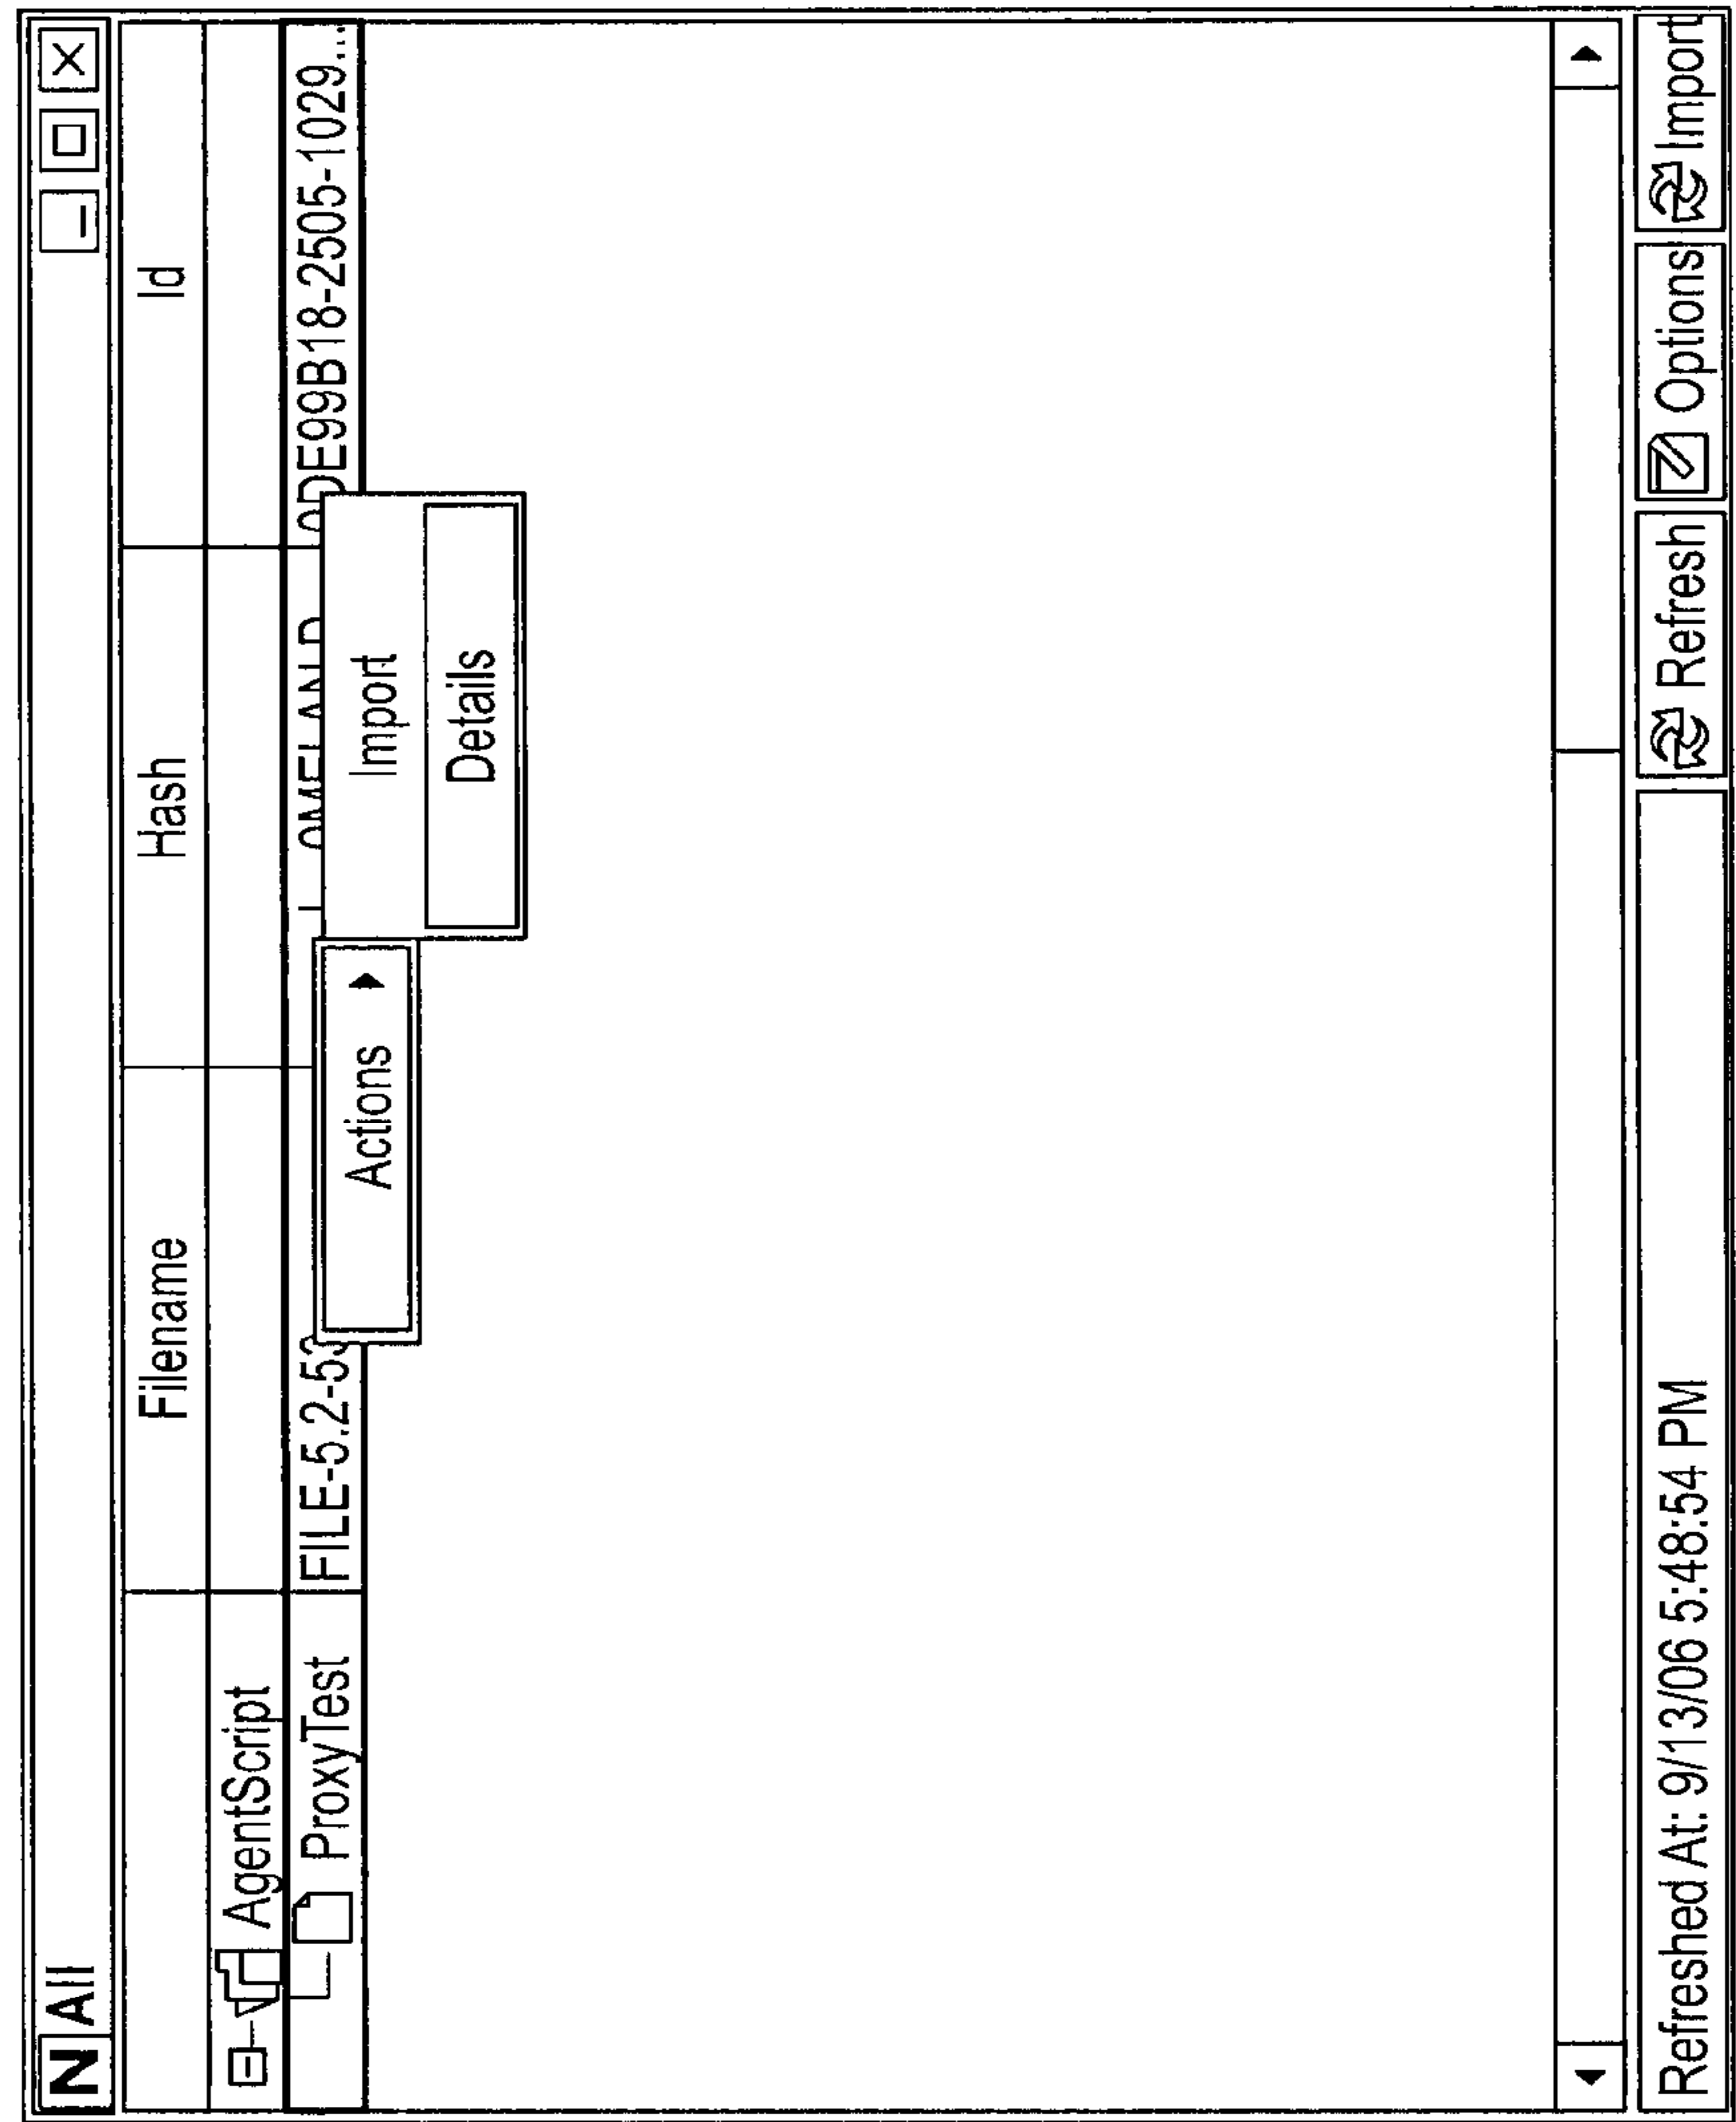 N All
Filename Hash Id
AgentScript
ProxyTest FILE-5.2-53 DE99B18-2505-1029...
Actions Import
Details
Refreshed At: 9/13/06 5:48:54 PM Refresh Options Import